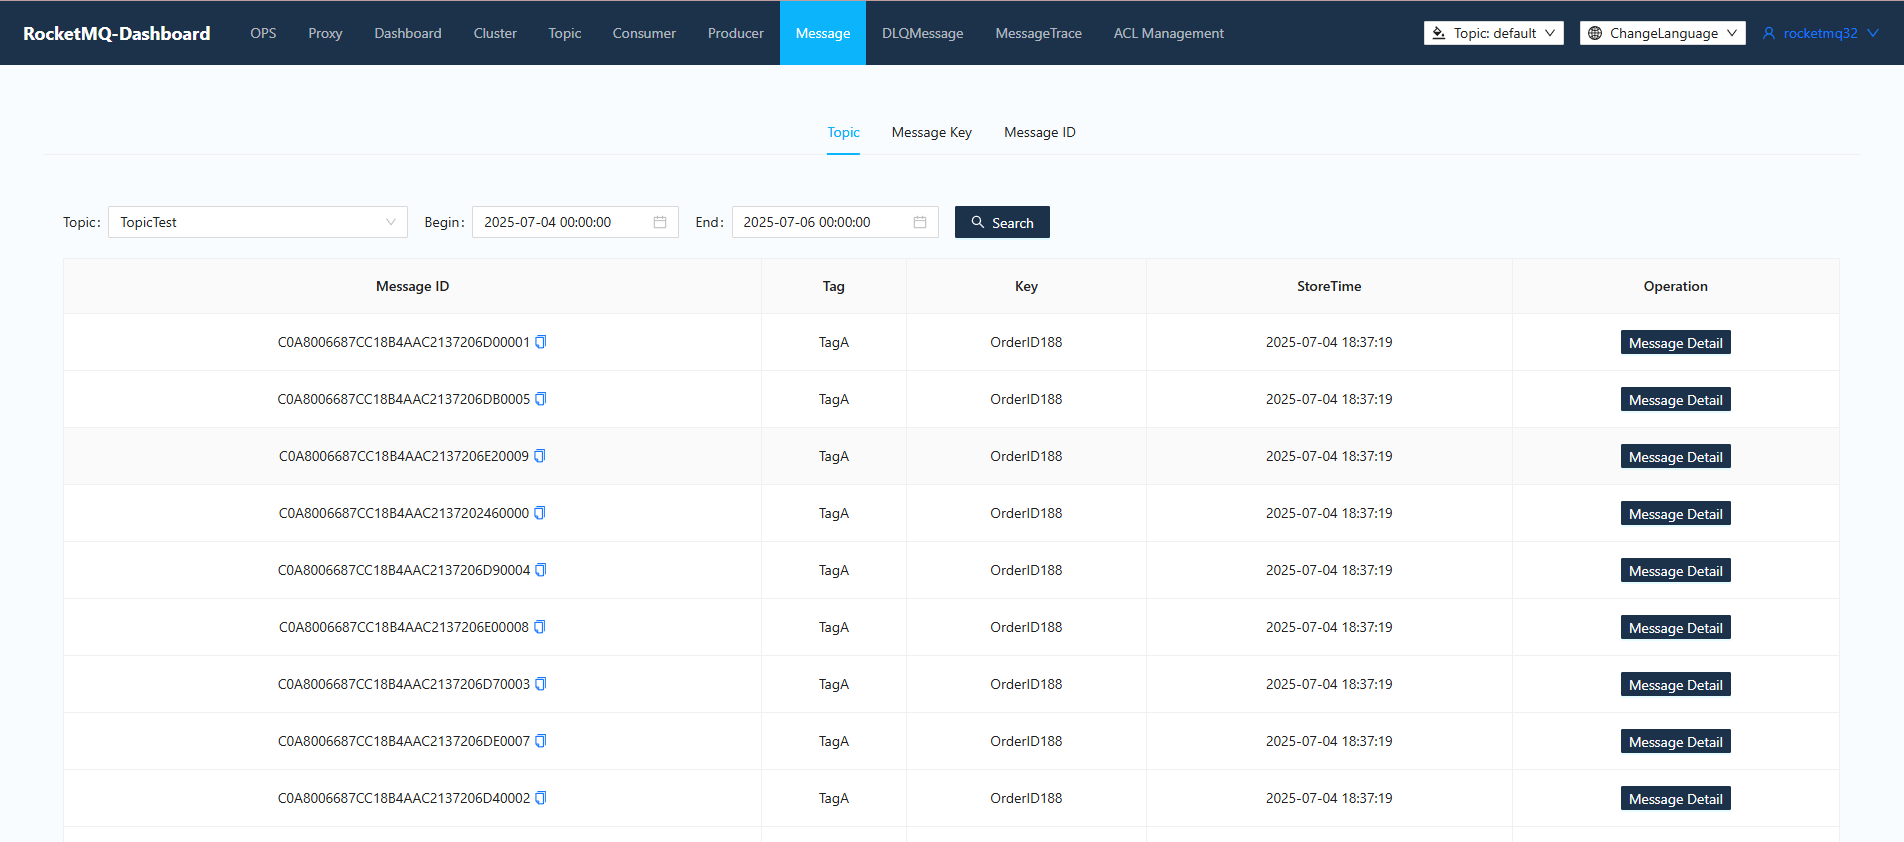 RocketMQ-Dashboard OPS Proxy Dashboard Cluster Topic Consumer Producer Message DLQMessage MessageTrace ACL Management Topic: default ChangeLanguage rocketmq32
Topic Message Key Message ID
Topic: TopicTest Begin: 2025-07-04 00:00:00 End: 2025-07-06 00:00:00 Search
Message ID Tag Key StoreTime Operation
C0A8006687CC18B4AAC2137206D00001 TagA OrderID188 2025-07-04 18:37:19 Message Detail
C0A8006687CC18B4AAC2137206DB0005 TagA OrderID188 2025-07-04 18:37:19 Message Detail
C0A8006687CC18B4AAC2137206E20009 TagA OrderID188 2025-07-04 18:37:19 Message Detail
C0A8006687CC18B4AAC2137202460000 TagA OrderID188 2025-07-04 18:37:19 Message Detail
C0A8006687CC18B4AAC2137206D90004 TagA OrderID188 2025-07-04 18:37:19 Message Detail
C0A8006687CC18B4AAC2137206E00008 TagA OrderID188 2025-07-04 18:37:19 Message Detail
C0A8006687CC18B4AAC2137206D70003 TagA OrderID188 2025-07-04 18:37:19 Message Detail
C0A8006687CC18B4AAC2137206DE0007 TagA OrderID188 2025-07-04 18:37:19 Message Detail
C0A8006687CC18B4AAC2137206D40002 TagA OrderID188 2025-07-04 18:37:19 Message Detail